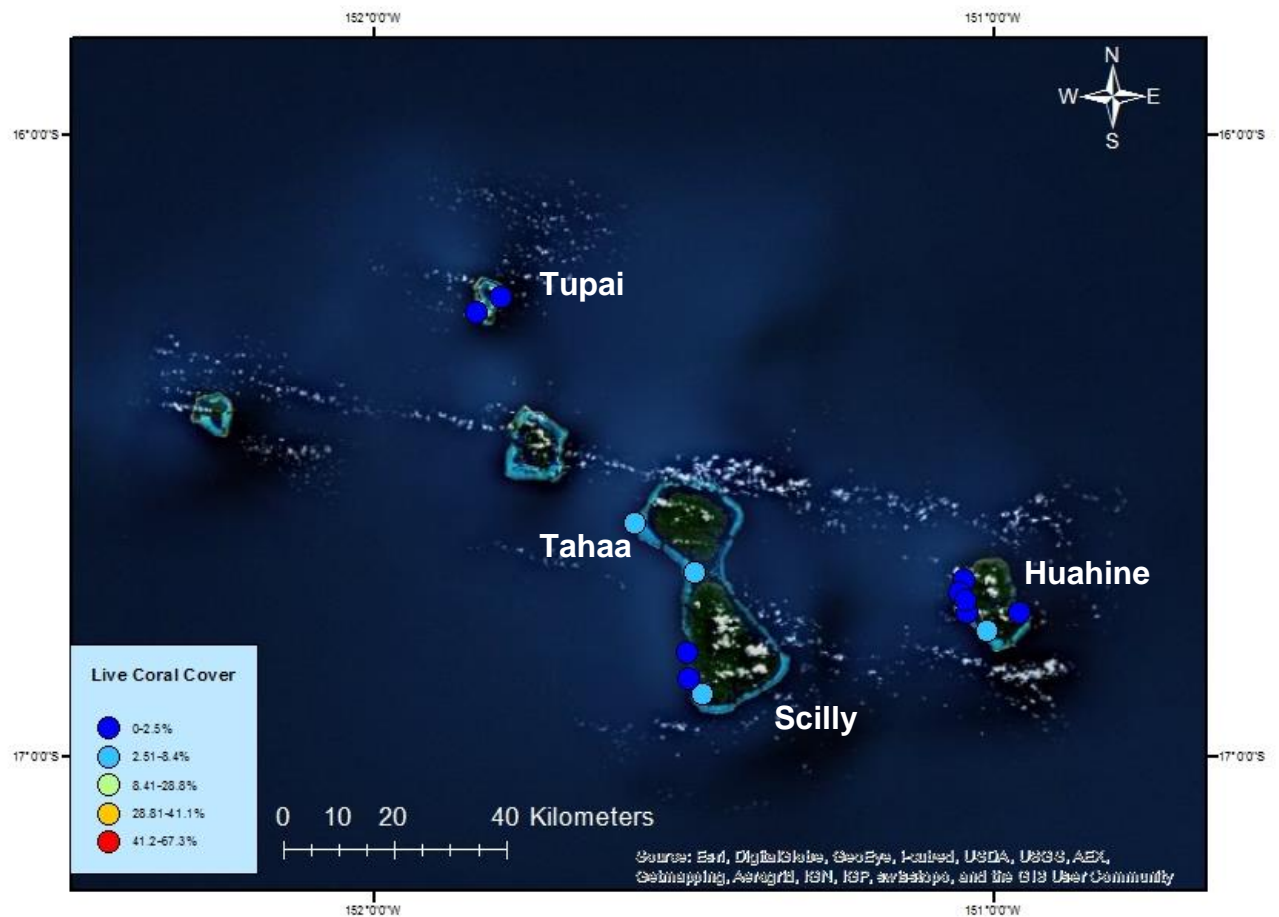 152°0'0"W
151°0'0"W
N
W
E
S
16°0'0"S
16°0'0"S
Tupai
Tahaa
Huahine
Scilly
17°0'0"S
17°0'0"S
Live Coral Cover
0-2.5%
2.51-8.4%
8.41-28.8%
28.81-41.1%
41.2-67.3%
0 10 20 40 Kilometers
Source: Esri, DigitalGlobe, GeoEye, i-cubed, USDA, USGS, AEX,
Getmapping, Aerogrid, IGN, IGP, swisstopo, and the GIS User Community
152°0'0"W
151°0'0"W